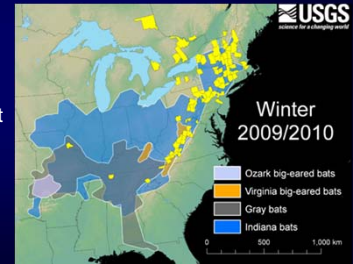 USGS
science for a changing world
Winter
2009/2010
Ozark big-eared bats
Virginia big-eared bats
Gray bats
Indiana bats
0 500 1,000 km